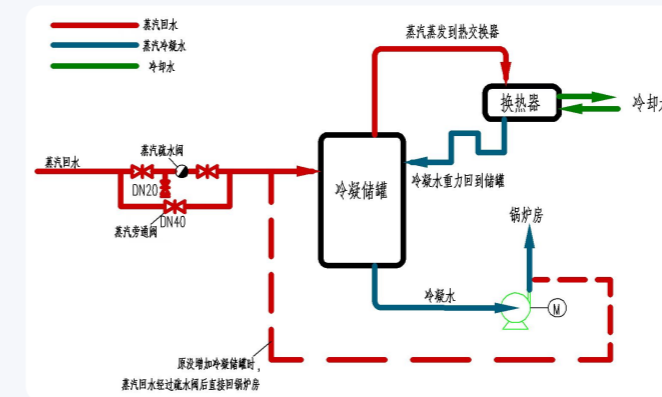 蒸汽回水
蒸汽冷凝水
冷却水
蒸汽蒸发到热交换器
换热器
冷却
蒸汽回水
蒸汽疏水阀
DN20
DN40
蒸汽旁通阀
冷凝储罐
冷凝水重力回到储罐
锅炉房
冷凝水
M
原没增加冷凝储罐时，
蒸汽回水经过疏水阀后直接回锅炉房